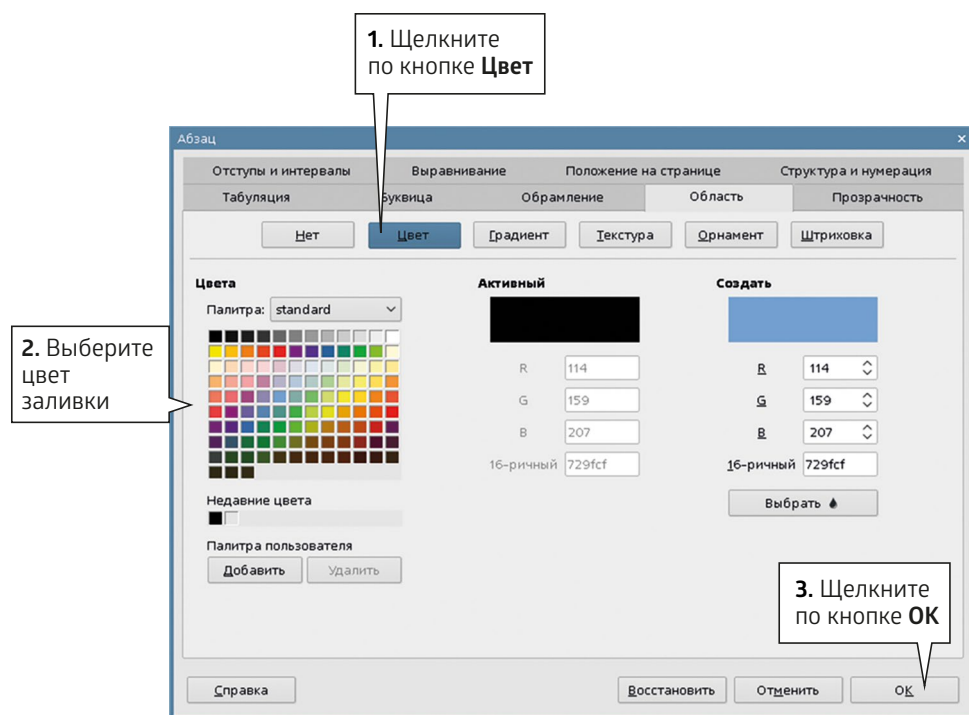 1. Щелкните
по кнопке Цвет
Абзац
Отступы и интервалы Выравнивание Положение на странице Структура и нумерация
Табуляция Буквица Обрамление Область Прозрачность
Нет Цвет Градиент Текстура Орнамент Штриховка
Цвета
Палитра: standard
2. Выберите
цвет
заливки
Недавние цвета
Палитра пользователя
Добавить Удалить
Активный
R 114
G 159
B 207
16-ричный 729fcf
Создать
R 114
G 159
B 207
16-ричный 729fcf
Выбрать
3. Щелкните
по кнопке ОК
Справка Восстановить Отменить ОК